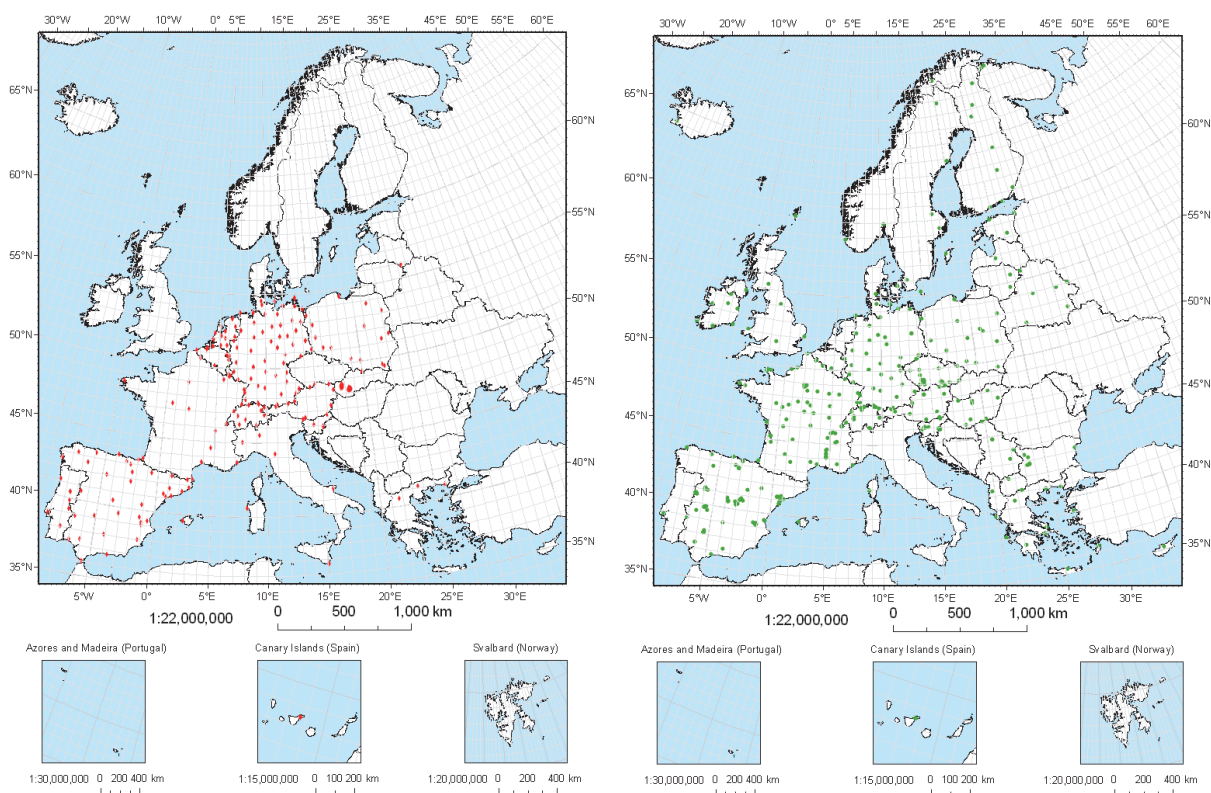 30°W 20°W 10°W 0° 5°E 15°E 25°E 35°E 45°E 50°E 55°E 60°E
65°N
60°N
60°N
55°N
55°N
50°N
50°N
45°N
45°N
40°N
40°N
35°N
35°N
5°W 0° 5°E 10°E 15°E 20°E 25°E 30°E
1:22,000,000
0 500 1,000 km
Azores and Madeira (Portugal)
1:30,000,000 0 200 400 km
Canary Islands (Spain)
1:15,000,000 0 100 200 km
Svalbard (Norway)
1:20,000,000 0 200 400 km
30°W 20°W 10°W 0° 5°E 15°E 25°E 35°E 45°E 50°E 55°E 60°E
65°N
60°N
60°N
55°N
55°N
50°N
50°N
45°N
45°N
40°N
40°N
35°N
35°N
5°W 0° 5°E 10°E 15°E 20°E 25°E 30°E
1:22,000,000
0 500 1,000 km
Azores and Madeira (Portugal)
1:30,000,000 0 200 400 km
Canary Islands (Spain)
1:15,000,000 0 100 200 km
Svalbard (Norway)
1:20,000,000 0 200 400 km